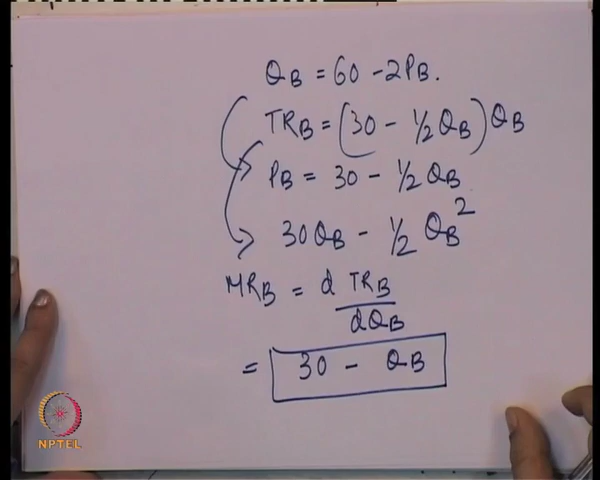 QB = 60 - 2PB.
TRB = (30 - 1/2 QB) QB
PB = 30 - 1/2 QB
30QB - 1/2 QB²
MRB = d TRB
dQB
= 30 - QB
NPTEL